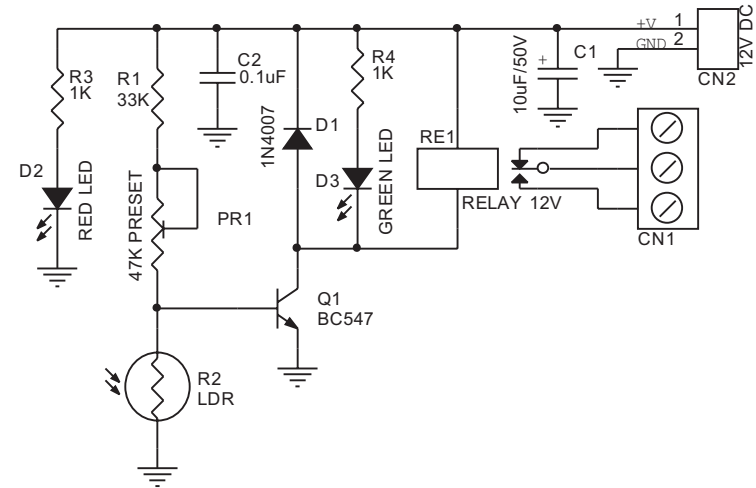 +V 1
GND 2
12V DC
CN2
R3
1K
R1
33K
C2
0.1uF
R4
1K
10uF/50V
+
C1
D1
1N4007
RE1
RELAY 12V
CN1
D2
RED LED
D3
GREEN LED
47K PRESET
PR1
Q1
BC547
R2
LDR